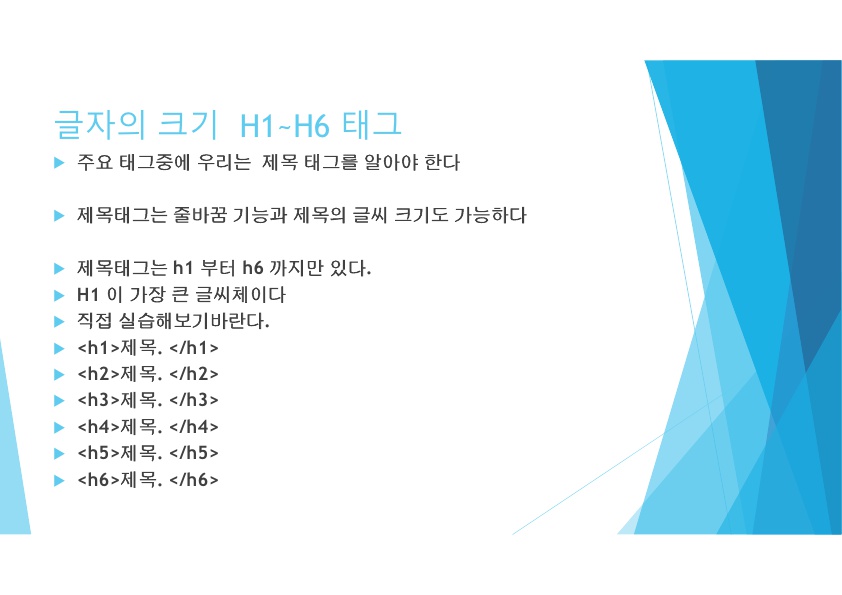 글자의 크기  H1~H6 태그
주요 태그중에 우리는  제목 태그를 알아야 한다
제목태그는 줄바꿈 기능과 제목의 글씨 크기도 가능하다
제목태그는 h1 부터 h6 까지만 있다.
H1 이 가장 큰 글씨체이다
직접 실습해보기바란다.
<h1>제목. </h1>
<h2>제목. </h2>
<h3>제목. </h3>
<h4>제목. </h4>
<h5>제목. </h5>
<h6>제목. </h6>